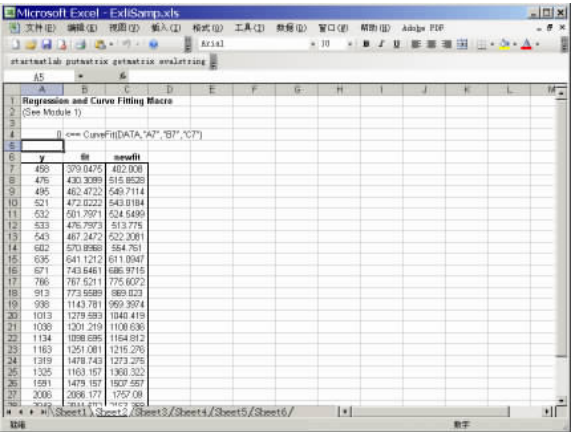 Microsoft Excel - ExliSamp.xls
文件(F) 编辑(E) 视图(V) 插入(I) 格式(O) 工具(T) 数据(D) 窗口(W) 帮助(H) Adobe PDF
Arial 10 B I U
startmatlab putmatrix getmatrix evalstring
A5 fx
A B C D E F G H I J K L M
1 Regression and Curve Fitting Macro
2 (See Module 1)
3
4 0 <== CurveFit(DATA,"A7","B7","C7")
5
6 y fit newfit
7 458 379.0475 402.808
8 476 430.3099 515.8528
9 495 462.4722 549.7114
10 521 472.0222 543.8184
11 532 501.7971 524.5499
12 533 476.7973 513.775
13 543 467.2472 522.3081
14 602 570.8968 554.761
15 635 641.1212 611.0947
16 671 743.6461 686.9715
17 766 767.5211 775.6072
18 913 773.5589 869.023
19 938 1143.781 959.3974
20 1013 1279.593 1040.419
21 1038 1201.219 1108.636
22 1134 1098.695 1164.812
23 1163 1251.081 1215.276
24 1319 1478.743 1273.275
25 1325 1163.157 1360.322
26 1591 1479.157 1507.557
27 2006 2086.177 1757.09
Sheet1 Sheet2 Sheet3 Sheet4 Sheet5 Sheet6
就绪 数字